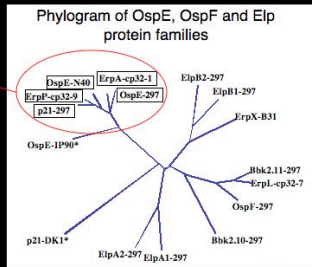 Phylogram of OspE, OspF and Elp
protein families
OspE-N40
ErpA-cp32-1
ErpP-cp32-9
OspE-297
p21-297
OspE-IP90*
ElpB2-297
ElpB1-297
ErpX-B31
Bbk2.11-297
ErpL-cp32-7
OspF-297
Bbk2.10-297
p21-DK1*
ElpA2-297
ElpA1-297